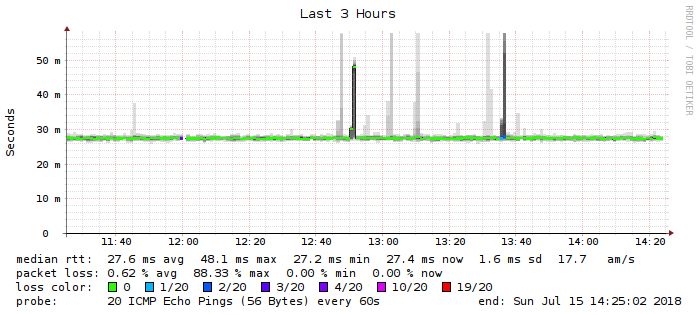 Last 3 Hours
RRDTOOL / TOBI OETIKER
Seconds
50 m
40 m
30 m
20 m
10 m
0
11:40 12:00 12:20 12:40 13:00 13:20 13:40 14:00 14:20
median rtt: 27.6 ms avg 48.1 ms max 27.2 ms min 27.4 ms now 1.6 ms sd 17.7 am/s
packet loss: 0.62 % avg 88.33 % max 0.00 % min 0.00 % now
loss color: 0 1/20 2/20 3/20 4/20 10/20 19/20
probe: 20 ICMP Echo Pings (56 Bytes) every 60s end: Sun Jul 15 14:25:02 2018